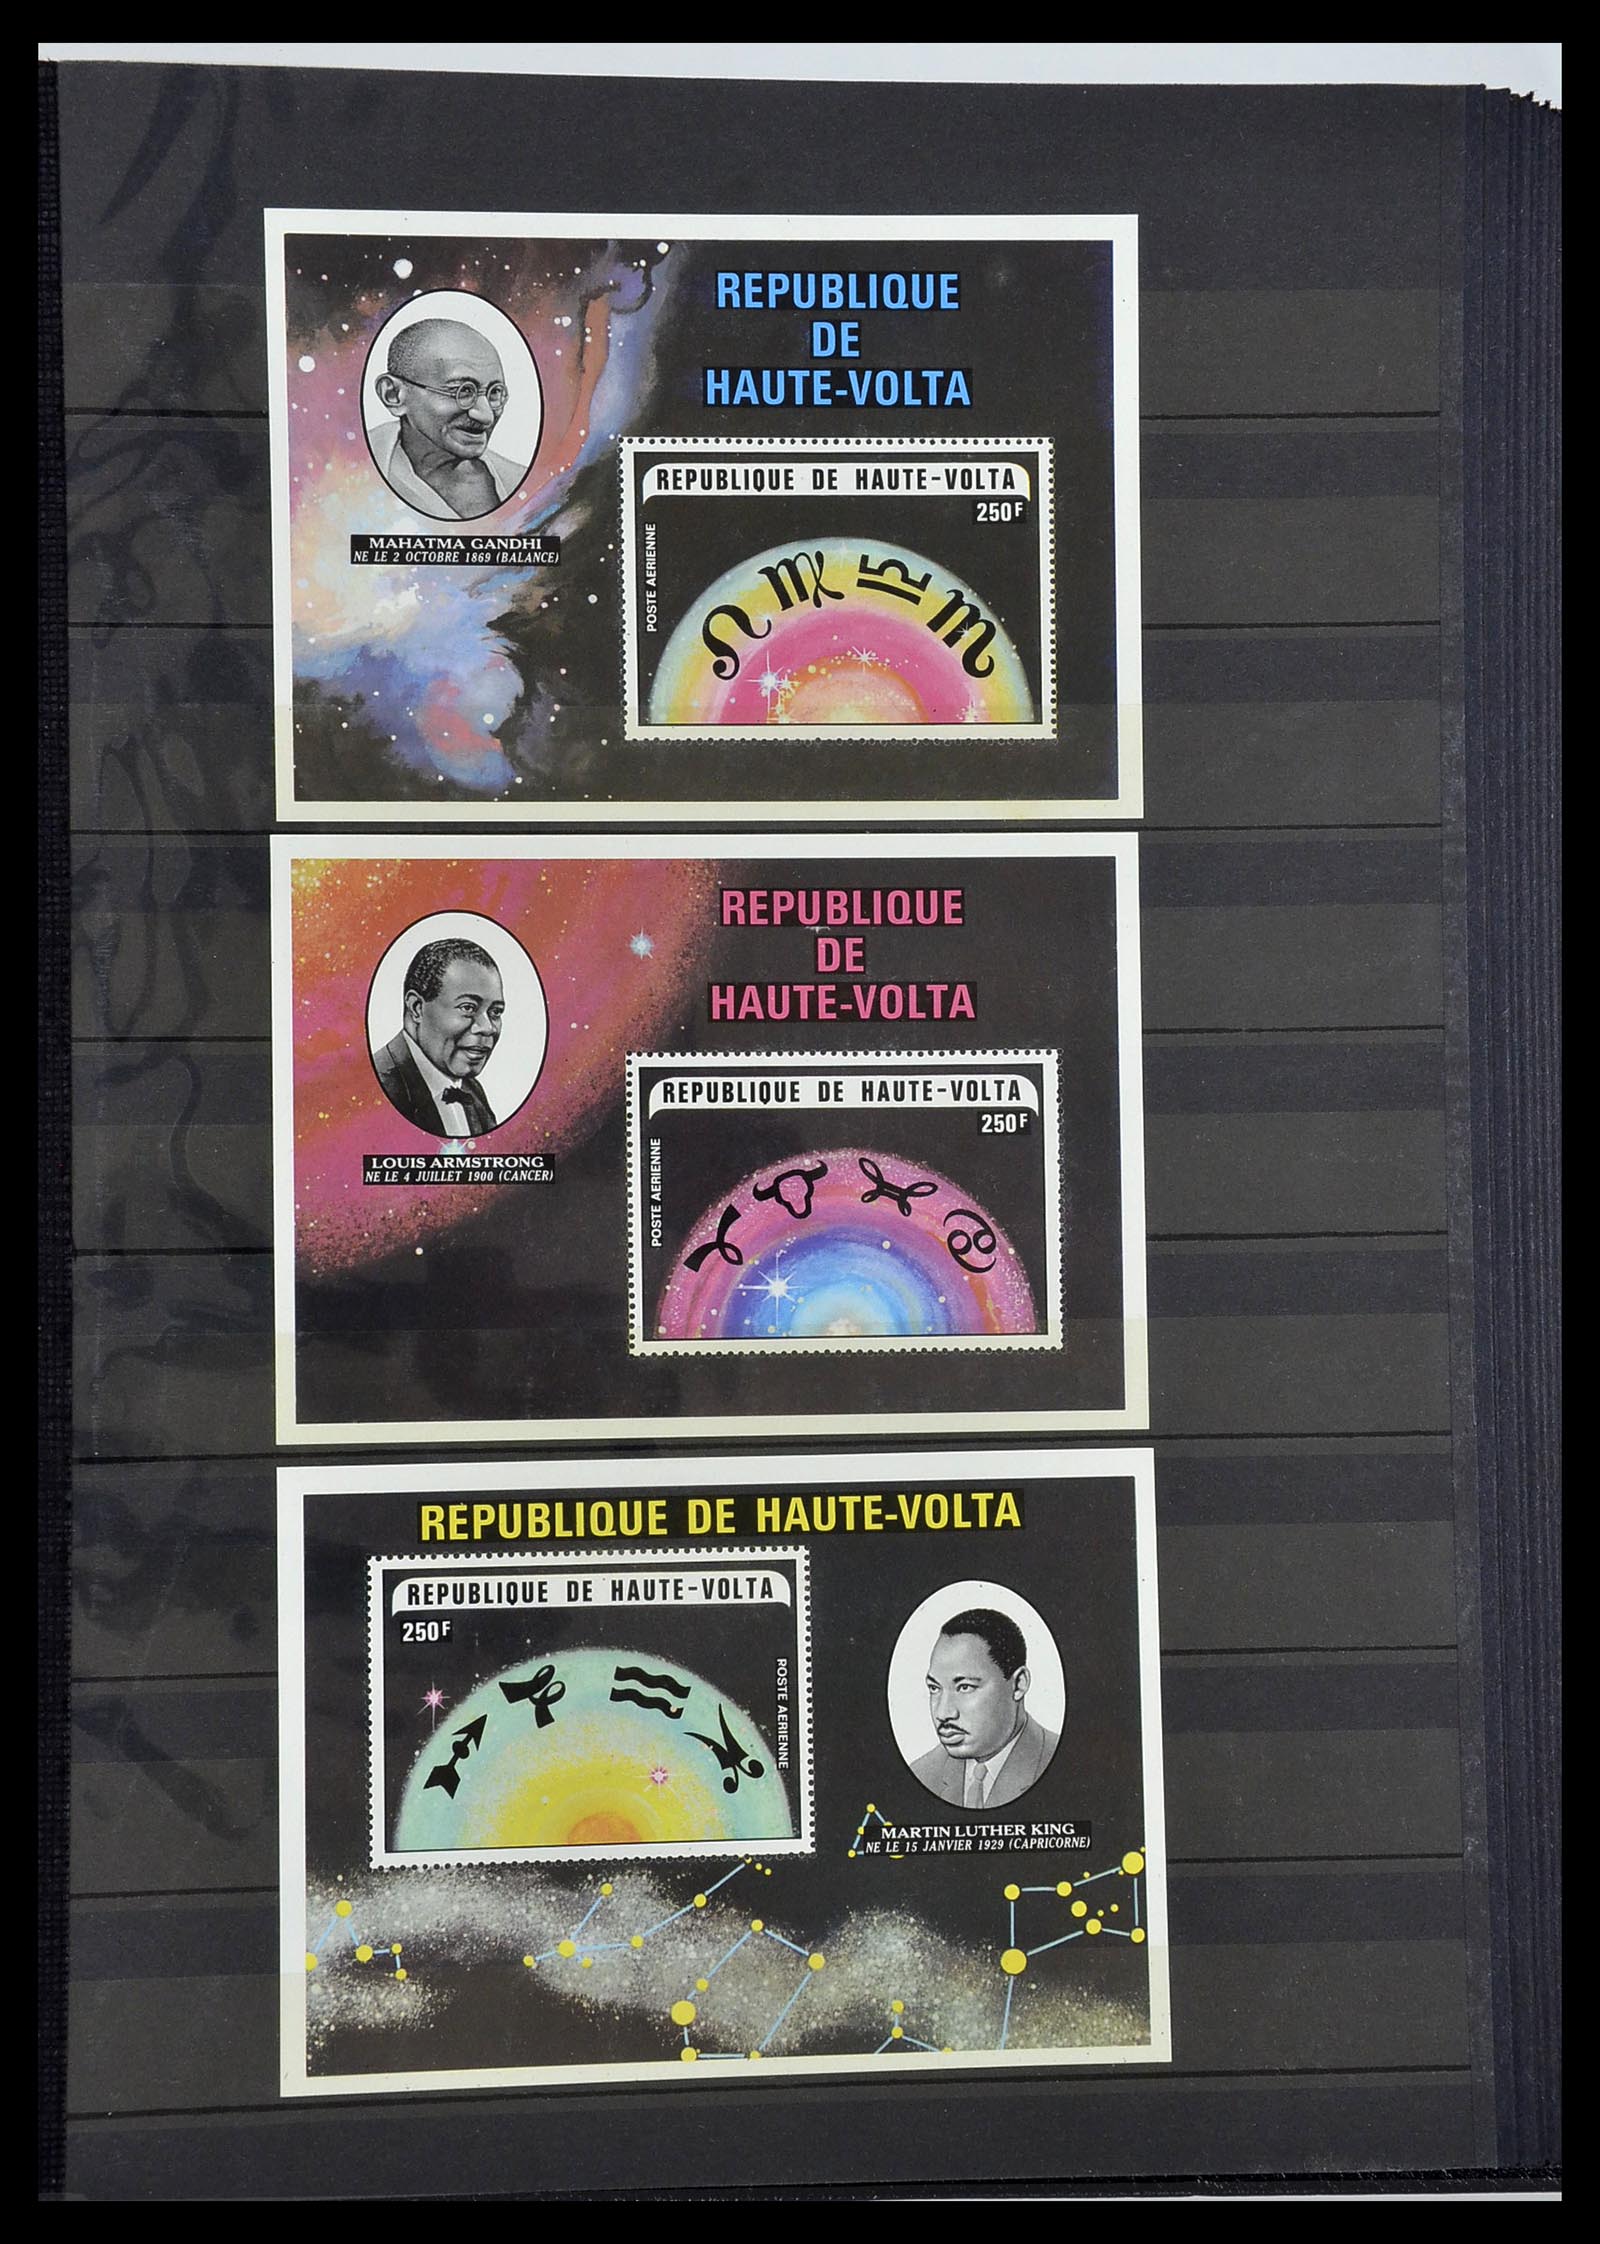 REPUBLIQUE
DE
HAUTE-VOLTA
MAHATMA GANDHI
NE LE 2 OCTOBRE 1869 (BALANCE)
REPUBLIQUE DE HAUTE-VOLTA
250F
POSTE AERIENNE
REPUBLIQUE
DE
HAUTE-VOLTA
LOUIS ARMSTRONG
NE LE 4 JUILLET 1900 (CANCER)
REPUBLIQUE DE HAUTE-VOLTA
250F
POSTE AERIENNE
REPUBLIQUE DE HAUTE-VOLTA
REPUBLIQUE DE HAUTE-VOLTA
250F
ROSTE AERIENNE
MARTIN LUTHER KING
NE LE 15 JANVIER 1929 (CAPRICORNE)